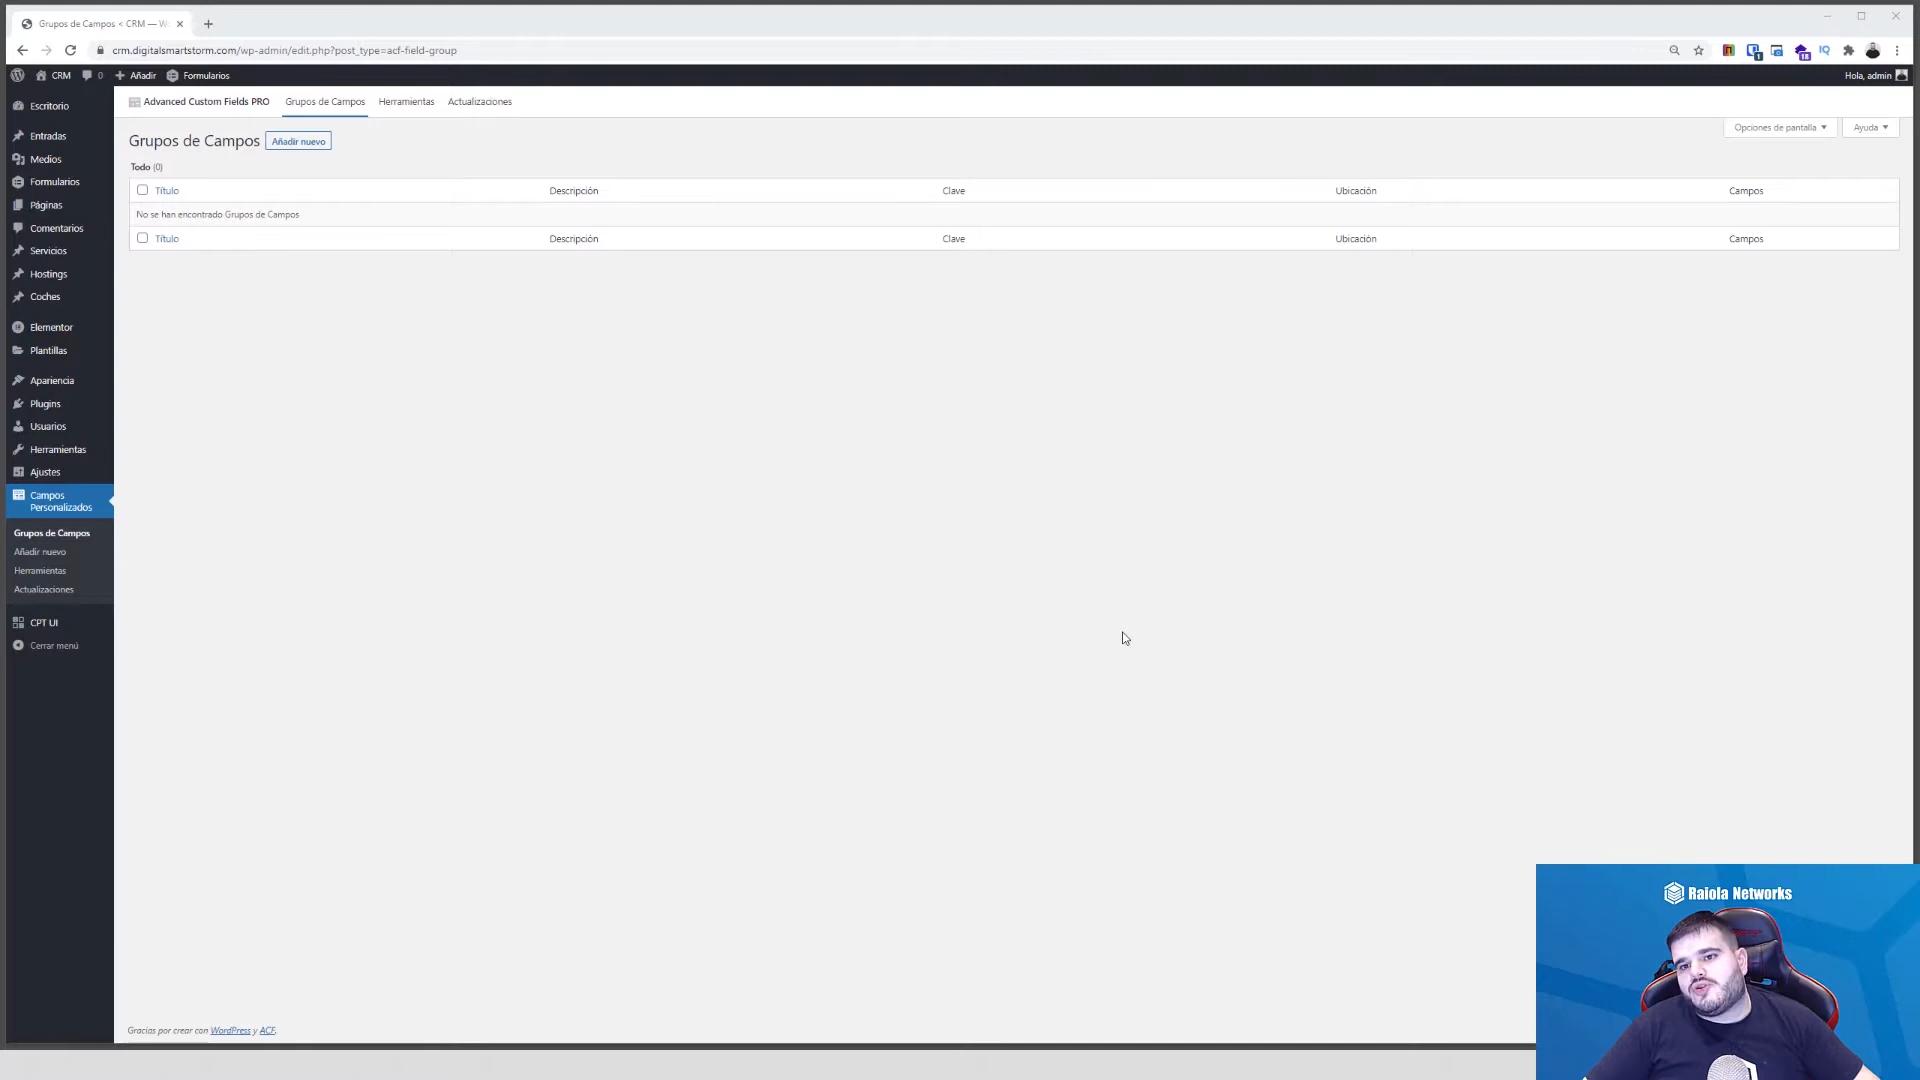 Grupos de Campos < CRM — W
crm.digitalsmartstorm.com/wp-admin/edit.php?post_type=acf-field-group
CRM 0 Añadir Formularios Hola, admin
Advanced Custom Fields PRO Grupos de Campos Herramientas Actualizaciones
Opciones de pantalla Ayuda
Grupos de Campos Añadir nuevo
Todo (0)
Título Descripción Clave Ubicación Campos
No se han encontrado Grupos de Campos
Título Descripción Clave Ubicación Campos
Escritorio
Entradas
Medios
Formularios
Páginas
Comentarios
Servicios
Hostings
Coches
Elementor
Plantillas
Apariencia
Plugins
Usuarios
Herramientas
Ajustes
Campos
Personalizados
Grupos de Campos
Añadir nuevo
Herramientas
Actualizaciones
CPT UI
Cerrar menú
Raiola Networks
Gracias por crear con WordPress y ACF.